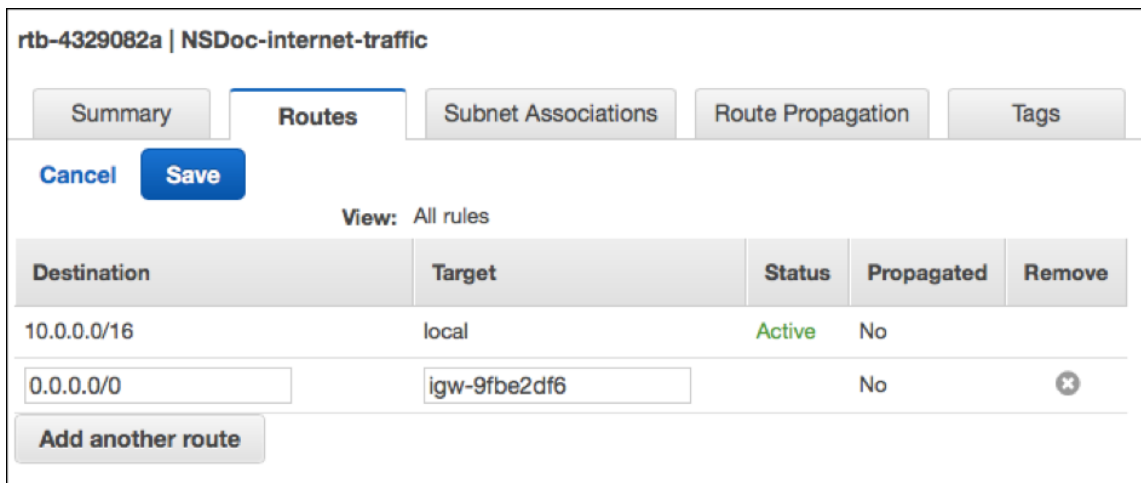 rtb-4329082a | NSDoc-internet-traffic
Summary Routes Subnet Associations Route Propagation Tags
Cancel Save
View: All rules
Destination Target Status Propagated Remove
10.0.0.0/16 local Active No
0.0.0.0/0 igw-9fbe2df6 No
Add another route